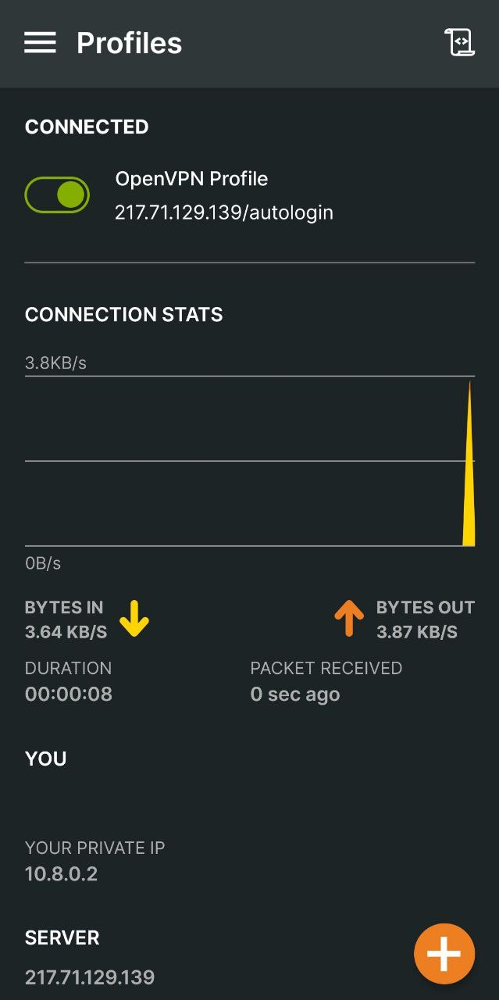 Profiles
CONNECTED
OpenVPN Profile
217.71.129.139/autologin
CONNECTION STATS
3.8KB/s
0B/s
BYTES IN
3.64 KB/S
BYTES OUT
3.87 KB/S
DURATION
00:00:08
PACKET RECEIVED
0 sec ago
YOU
YOUR PRIVATE IP
10.8.0.2
SERVER
217.71.129.139